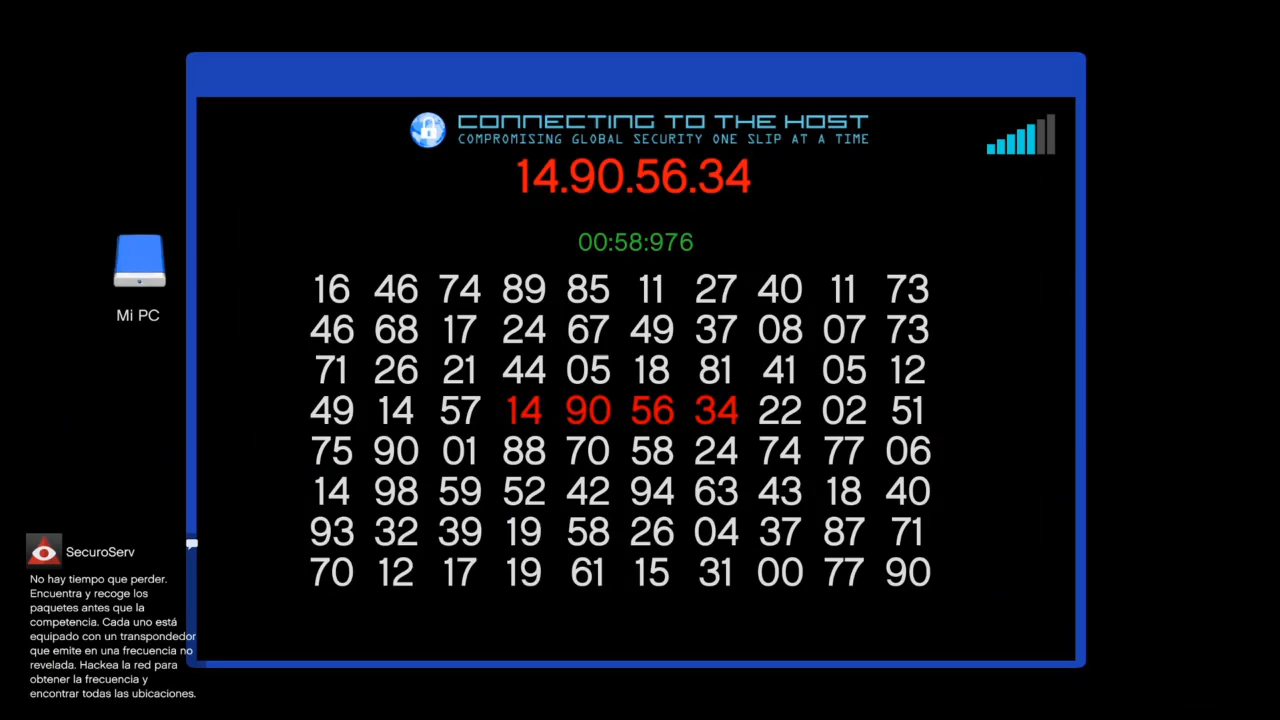 CONNECTING TO THE HOST
COMPROMISING GLOBAL SECURITY ONE SLIP AT A TIME
14.90.56.34
00:58:976
16 46 74 89 85 11 27 40 11 73
46 68 17 24 67 49 37 08 07 73
71 26 21 44 05 18 81 41 05 12
49 14 57 14 90 56 34 22 02 51
75 90 01 88 70 58 24 74 77 06
14 98 59 52 42 94 63 43 18 40
93 32 39 19 58 26 04 37 87 71
70 12 17 19 61 15 31 00 77 90
Mi PC
SecuroServ
No hay tiempo que perder.
Encuentra y recoge los
paquetes antes que la
competencia. Cada uno está
equipado con un transpondedor
que emite en una frecuencia no
revelada. Hackea la red para
obtener la frecuencia y
encontrar todas las ubicaciones.